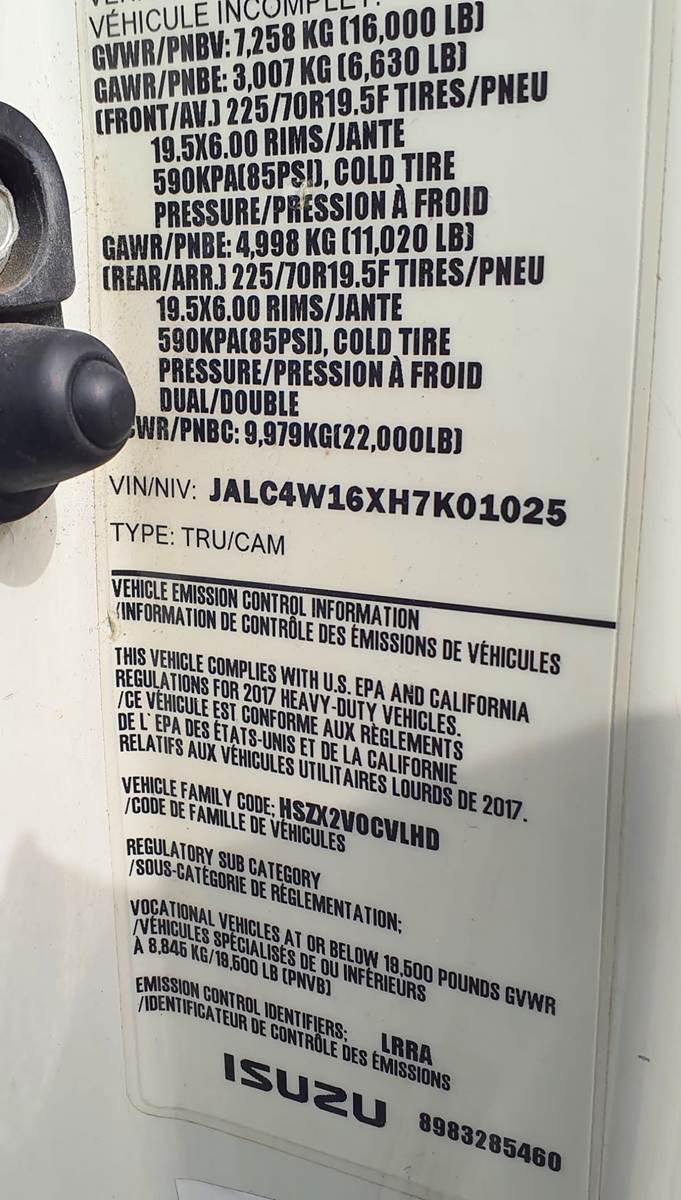 VÉHICULE INCOMPLET:
GVWR/PNBV: 7,258 KG (16,000 LB)
GAWR/PNBE: 3,007 KG (6,630 LB)
(FRONT/AV.) 225/70R19.5F TIRES/PNEU
19.5X6.00 RIMS/JANTE
590KPA(85PSI), COLD TIRE
PRESSURE/PRESSION À FROID
GAWR/PNBE: 4,998 KG (11,020 LB)
(REAR/ARR.) 225/70R19.5F TIRES/PNEU
19.5X6.00 RIMS/JANTE
590KPA(85PSI), COLD TIRE
PRESSURE/PRESSION À FROID
DUAL/DOUBLE
GCWR/PNBC: 9,979KG(22,000LB)
VIN/NIV: JALC4W16XH7K01025
TYPE: TRU/CAM
VEHICLE EMISSION CONTROL INFORMATION
/INFORMATION DE CONTRÔLE DES ÉMISSIONS DE VÉHICULES
THIS VEHICLE COMPLIES WITH U.S. EPA AND CALIFORNIA
REGULATIONS FOR 2017 HEAVY-DUTY VEHICLES.
/CE VÉHICULE EST CONFORME AUX RÈGLEMENTS
DE L'EPA DES ÉTATS-UNIS ET DE LA CALIFORNIE
RELATIFS AUX VÉHICULES UTILITAIRES LOURDS DE 2017.
VEHICLE FAMILY CODE: HSZX2VOCVLHD
/CODE DE FAMILLE DE VÉHICULES
REGULATORY SUB CATEGORY
/SOUS-CATÉGORIE DE RÉGLEMENTATION:
VOCATIONAL VEHICLES AT OR BELOW 19,500 POUNDS GVWR
/VÉHICULES SPÉCIALISÉS DE OU INFÉRIEURS
À 8,845 KG/19,500 LB (PNVB)
EMISSION CONTROL IDENTIFIERS: LRRA
/IDENTIFICATEUR DE CONTRÔLE DES ÉMISSIONS
ISUZU 8983285460